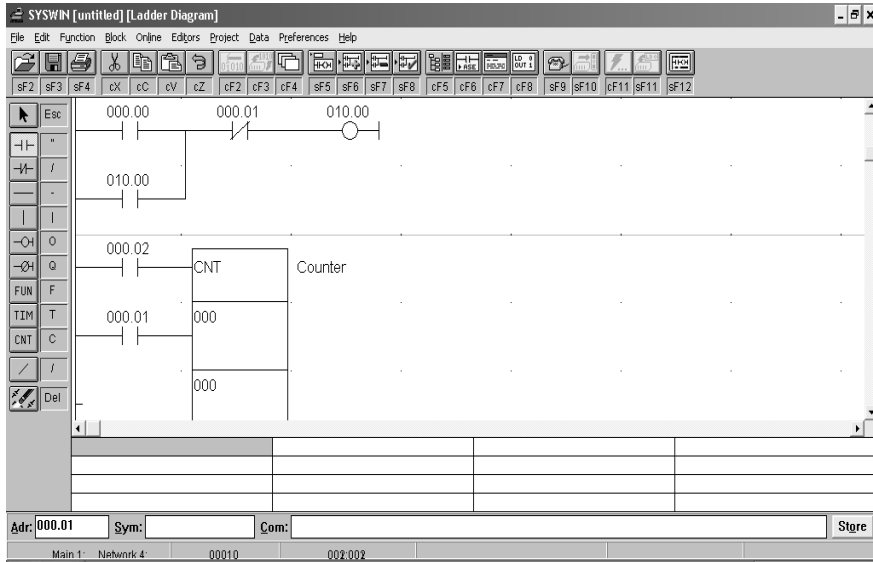 SYSWIN [untitled] [Ladder Diagram]
File Edit Function Block Online Editors Project Data Preferences Help
sF2 sF3 sF4 cX cC cV cZ cF2 cF3 cF4 sF5 sF6 sF7 sF8 cF5 cF6 cF7 cF8 sF9 sF10 cF11 sF11 sF12
Esc
"
/
-
|
O
Q
FUN F
TIM T
CNT C
/
Del
000.00 000.01 010.00
010.00
000.02
CNT Counter
000.01 000
000
Adr: 000.01 Sym: Com: Store
Main 1: Network 4: 00010 002:002